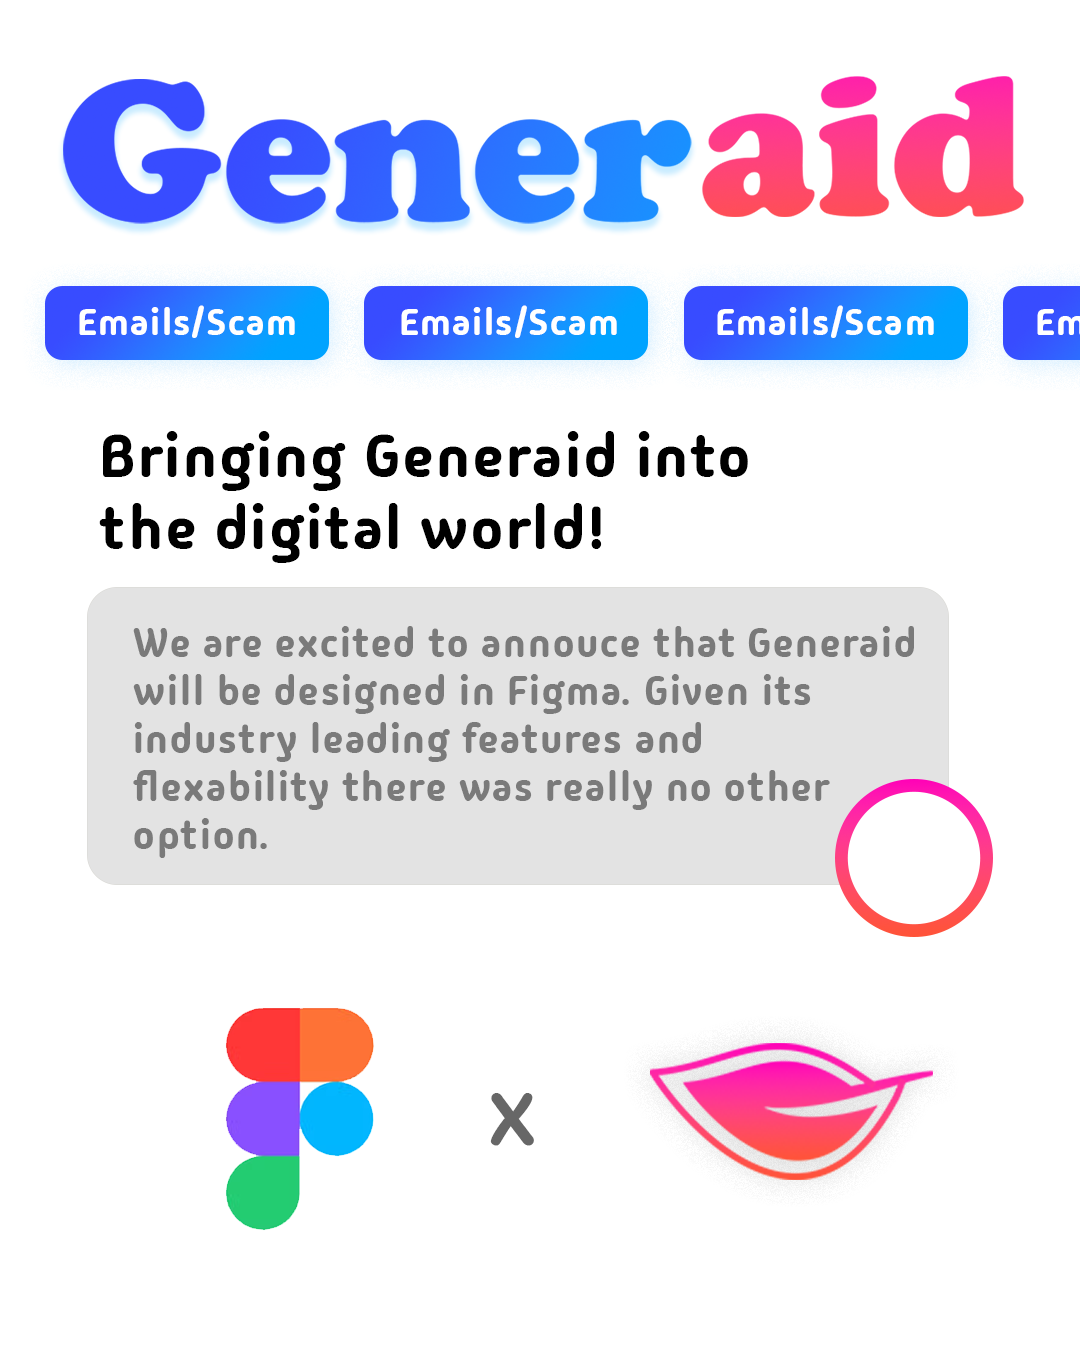 Generaid
Emails/Scam Emails/Scam Emails/Scam Em
Bringing Generaid into
the digital world!
We are excited to annouce that Generaid
will be designed in Figma. Given its
industry leading features and
flexability there was really no other
option.
x